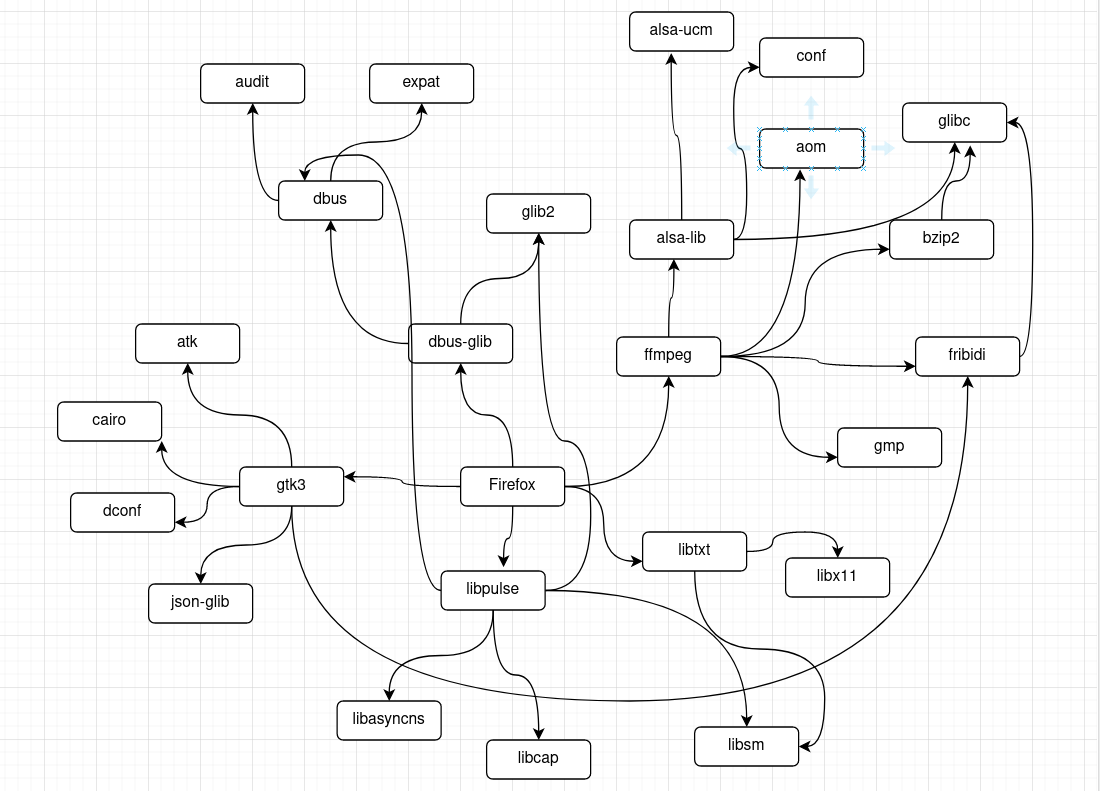 alsa-ucm
conf
audit
expat
glibc
aom
dbus
glib2
alsa-lib
bzip2
atk
dbus-glib
ffmpeg
fribidi
cairo
gmp
gtk3
Firefox
dconf
libtxt
libx11
libpulse
json-glib
libasyncns
libsm
libcap